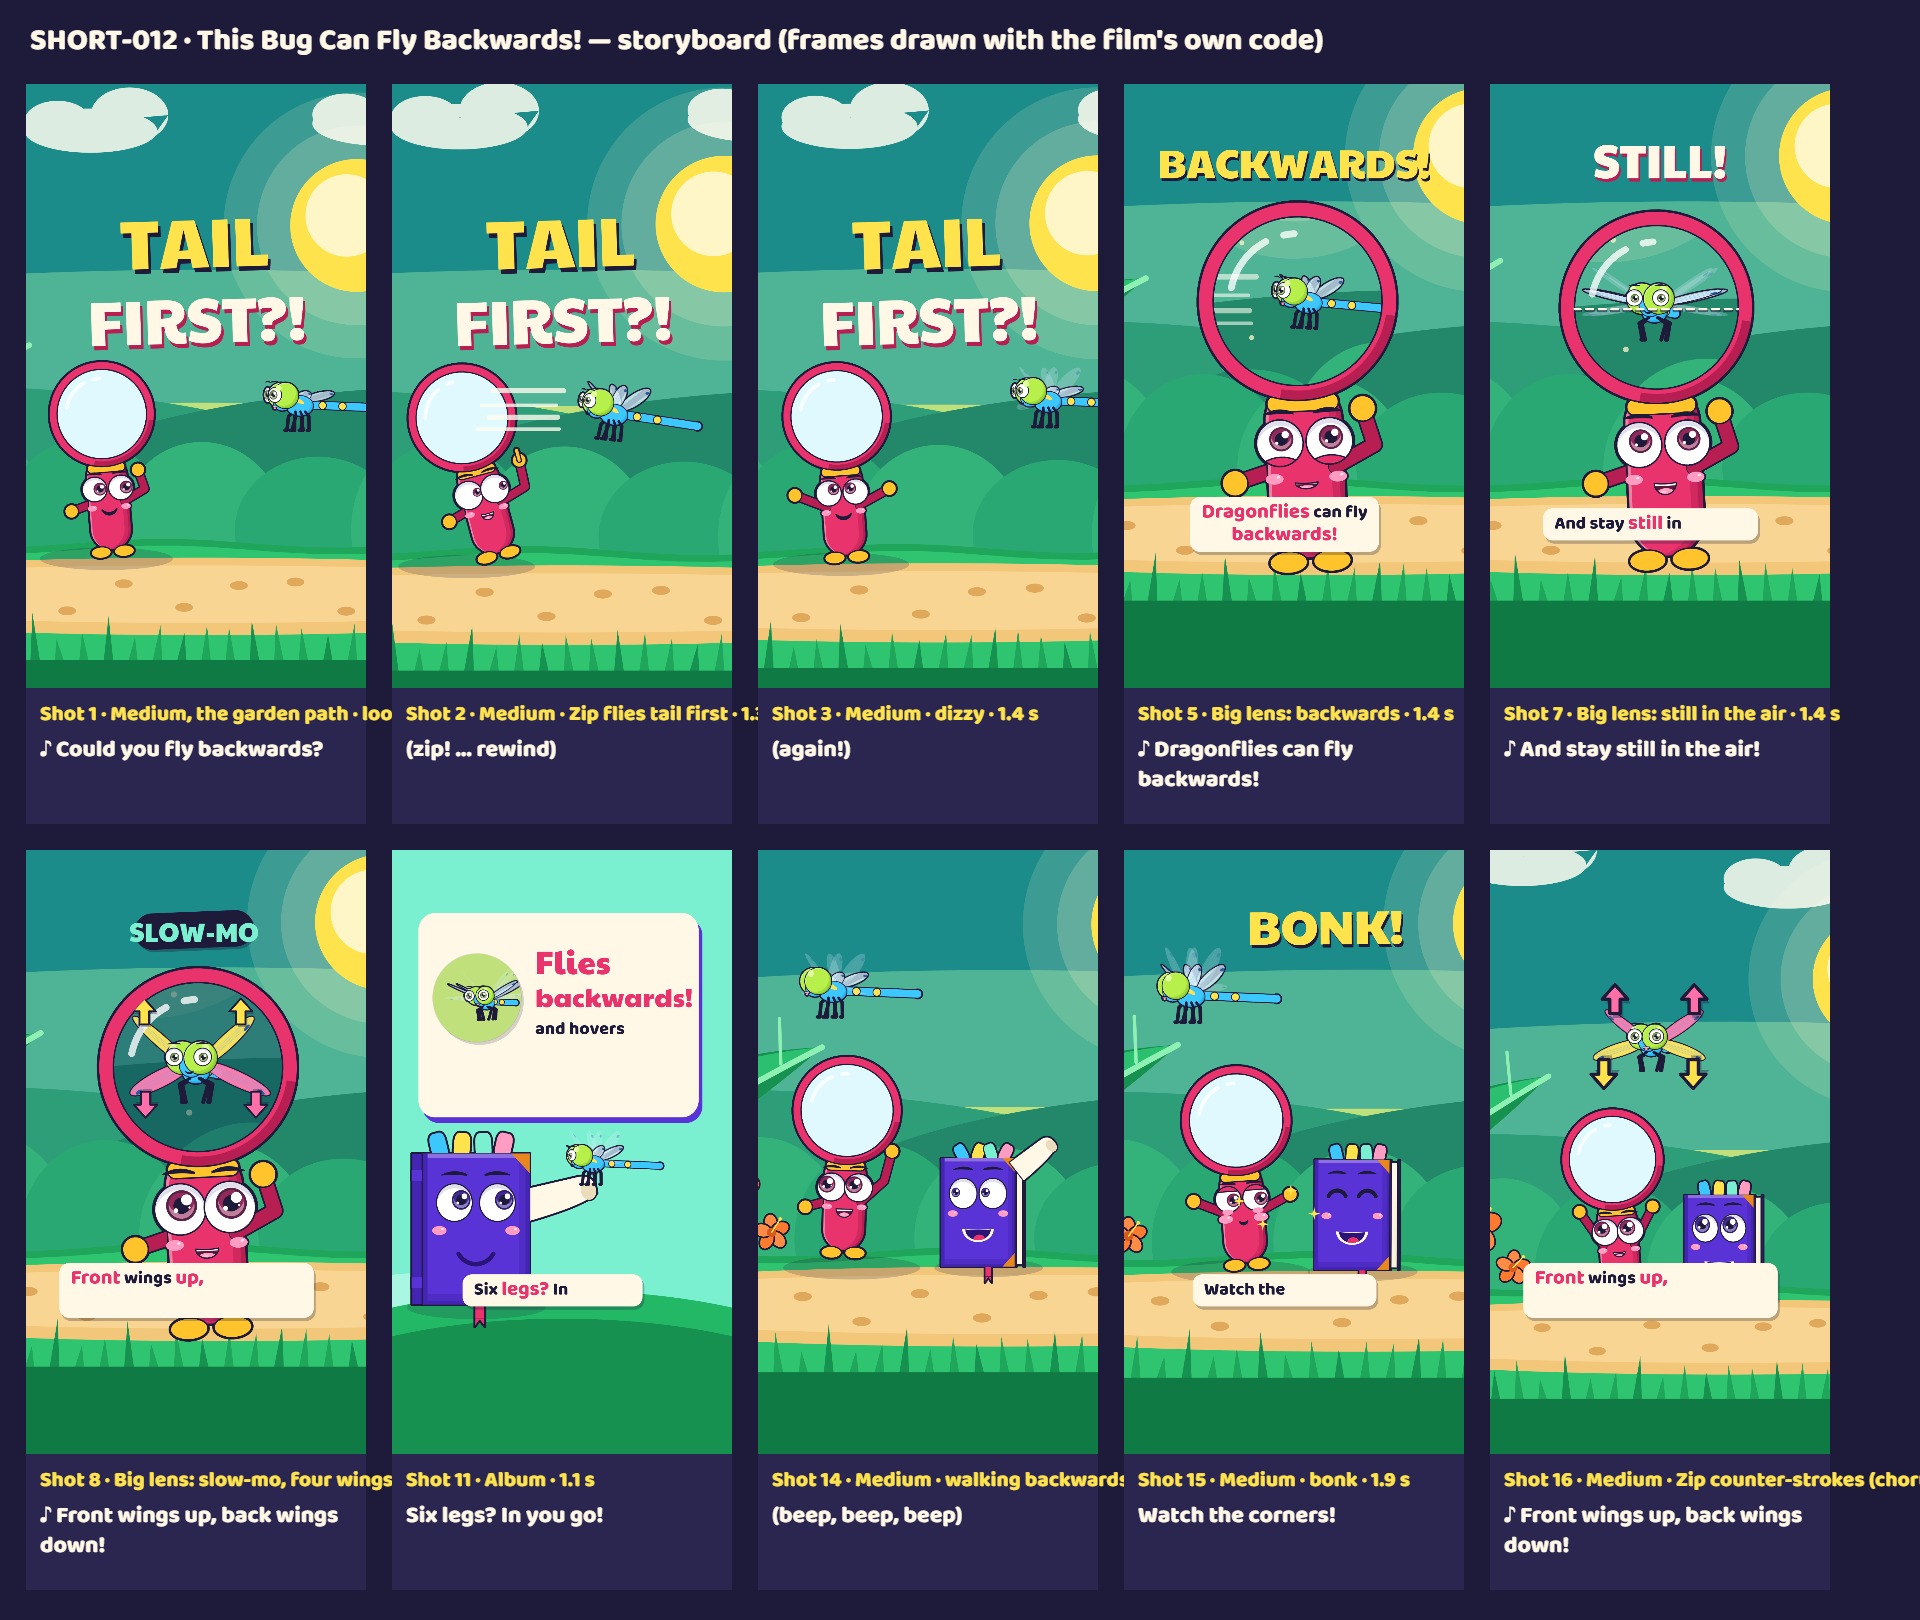 SHORT-012 · This Bug Can Fly Backwards! — storyboard (frames drawn with the film's own code)
TAIL
FIRST?!
Shot 1 · Medium, the garden path · loo
♪ Could you fly backwards?
TAIL
FIRST?!
Shot 2 · Medium · Zip flies tail first · 1.3
(zip! ... rewind)
TAIL
FIRST?!
Shot 3 · Medium · dizzy · 1.4 s
(again!)
BACKWARDS!
Dragonflies can fly
backwards!
Shot 5 · Big lens: backwards · 1.4 s
♪ Dragonflies can fly
backwards!
STILL!
And stay still in
Shot 7 · Big lens: still in the air · 1.4 s
♪ And stay still in the air!
SLOW-MO
Front wings up,
Shot 8 · Big lens: slow-mo, four wings
♪ Front wings up, back wings
down!
Flies
backwards!
and hovers
Six legs? In
Shot 11 · Album · 1.1 s
Six legs? In you go!
Shot 14 · Medium · walking backwards
(beep, beep, beep)
BONK!
Watch the
Shot 15 · Medium · bonk · 1.9 s
Watch the corners!
Front wings up,
Shot 16 · Medium · Zip counter-strokes (chor
♪ Front wings up, back wings
down!